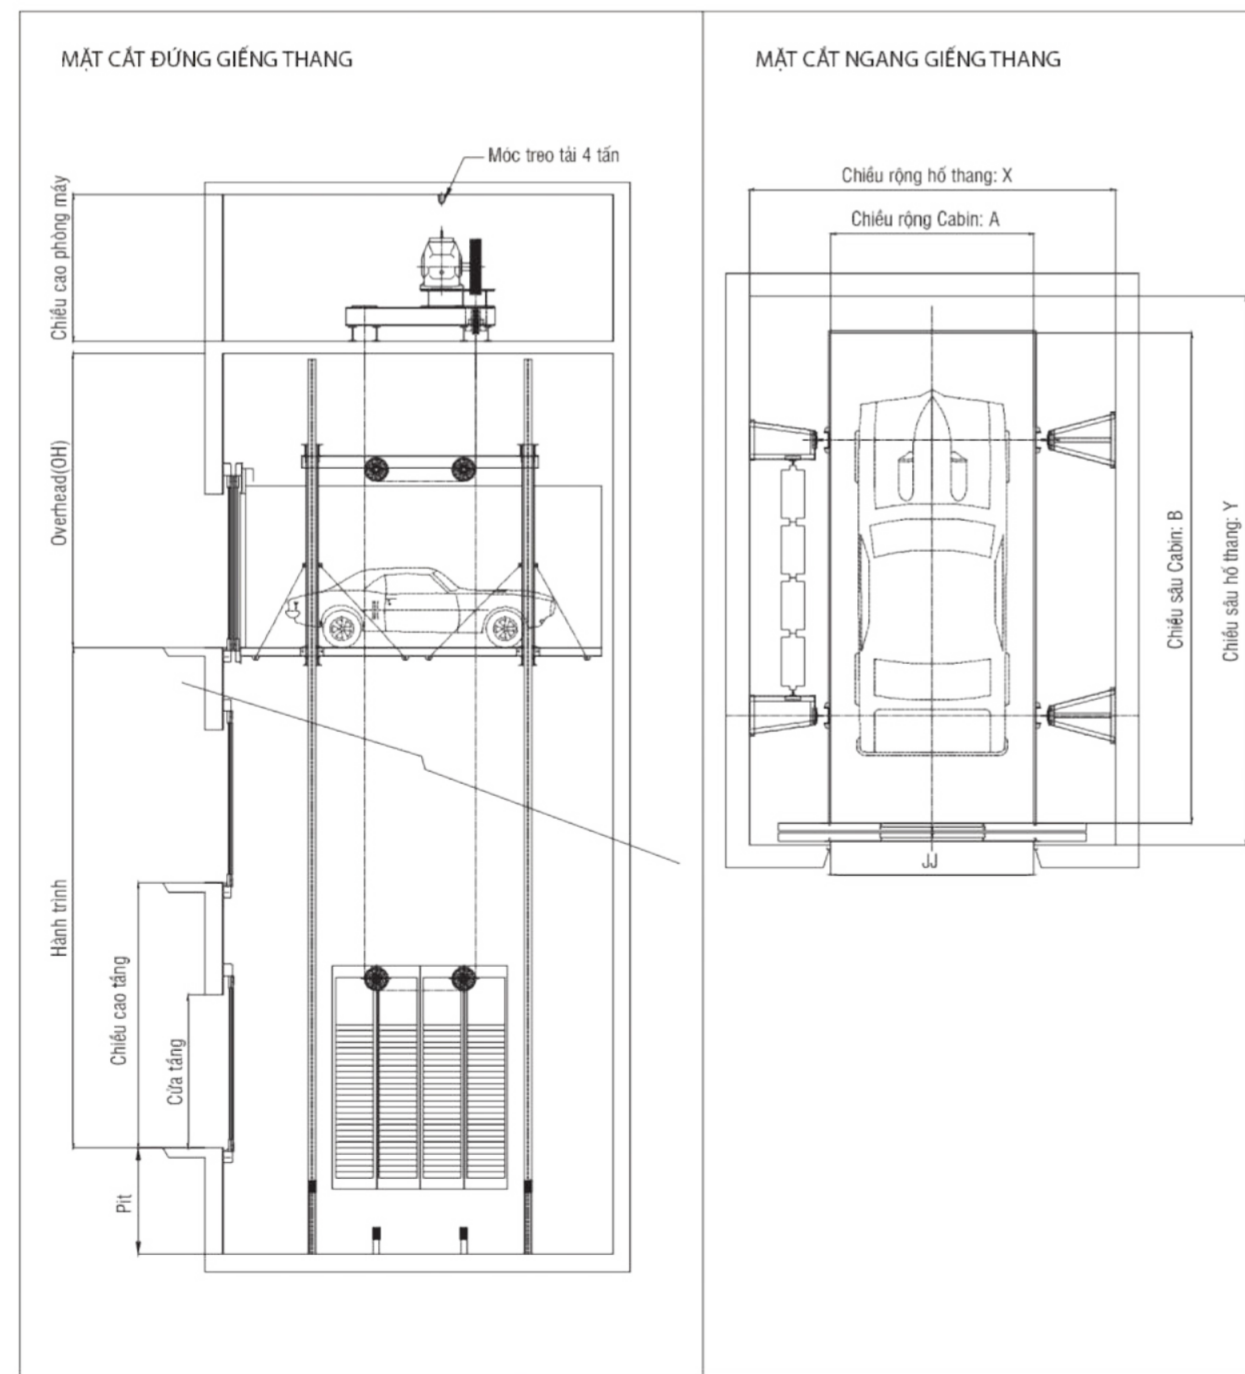 MẶT CẮT ĐỨNG GIẾNG THANG
Móc treo tải 4 tấn
Chiều cao phòng máy
Overhead(OH)
Hành trình
Chiều cao tầng
Cửa tầng
Pit
MẶT CẮT NGANG GIẾNG THANG
Chiều rộng hố thang: X
Chiều rộng Cabin: A
Chiều sâu Cabin: B
Chiều sâu hố thang: Y
JJ